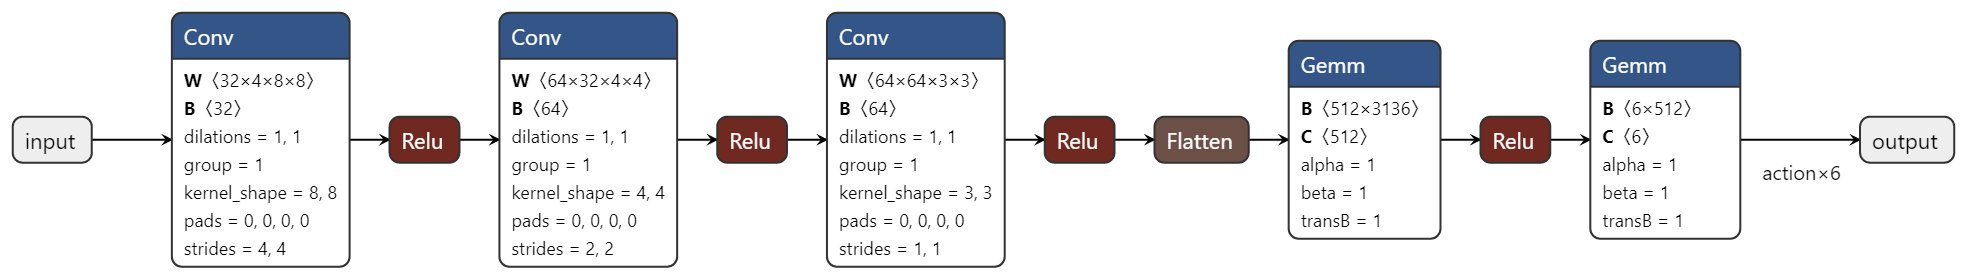 input
Conv
W〈32×4×8×8〉
B〈32〉
dilations = 1, 1
group = 1
kernel_shape = 8, 8
pads = 0, 0, 0, 0
strides = 4, 4
Relu
Conv
W〈64×32×4×4〉
B〈64〉
dilations = 1, 1
group = 1
kernel_shape = 4, 4
pads = 0, 0, 0, 0
strides = 2, 2
Relu
Conv
W〈64×64×3×3〉
B〈64〉
dilations = 1, 1
group = 1
kernel_shape = 3, 3
pads = 0, 0, 0, 0
strides = 1, 1
Relu
Flatten
Gemm
B〈512×3136〉
C〈512〉
alpha = 1
beta = 1
transB = 1
Relu
Gemm
B〈6×512〉
C〈6〉
alpha = 1
beta = 1
transB = 1
action×6
output